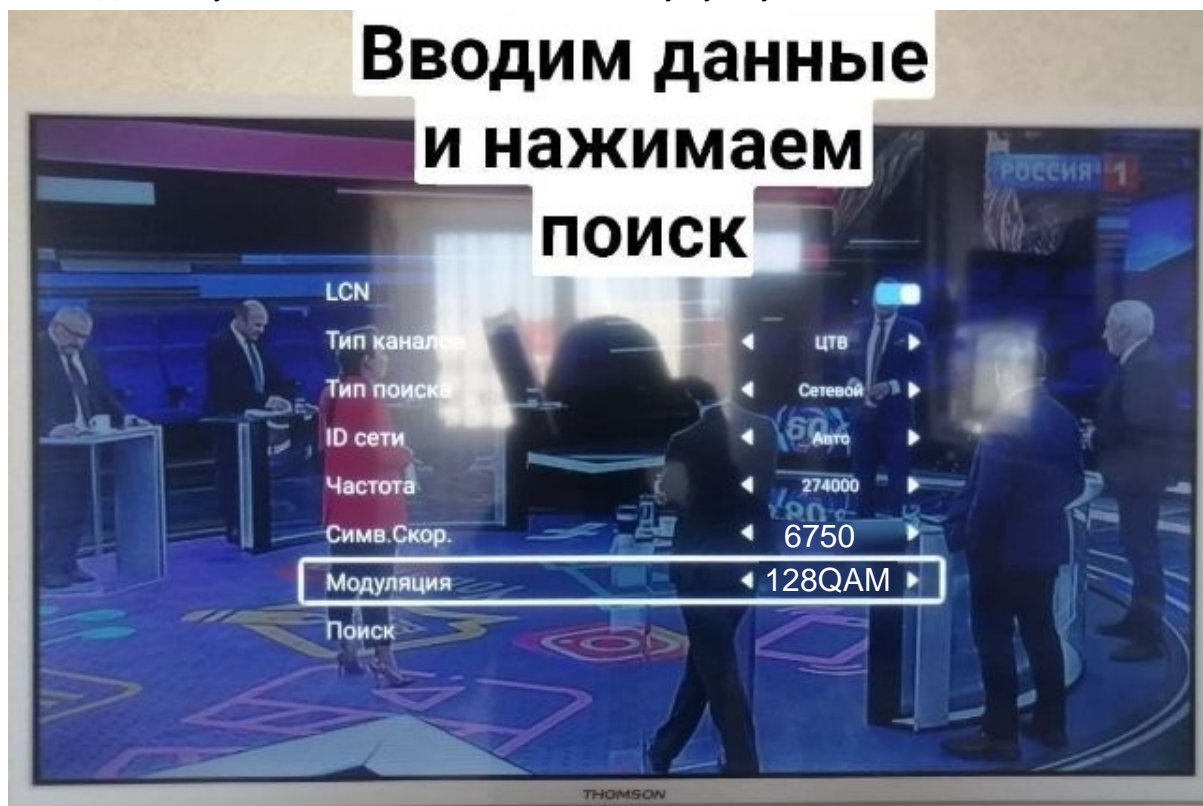 Вводим данные
и нажимаем
поиск
РОССИЯ 1
LCN
Тип каналов ЦТВ
Тип поиска Сетевой
ID сети Авто
Частота 274000
Симв.Скор. 6750
Модуляция 128QAM
Поиск
THOMSON